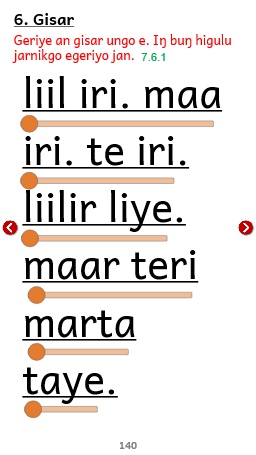 6. Gisar
Geriye an gisar ungo e. Iŋ buŋ higulu
jarnikgo egeriyo jan. 7.6.1
liil iri. maa
iri. te iri.
liilir liye.
maar teri
marta
taye.
140